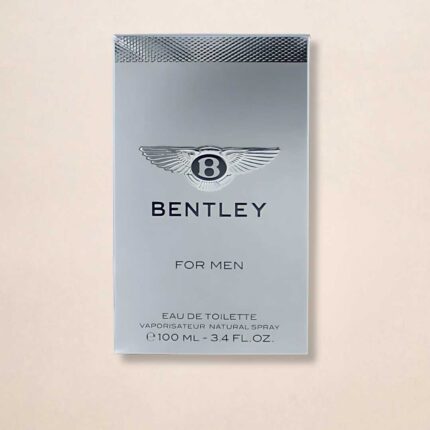 B
BENTLEY
FOR MEN
EAU DE TOILETTE
VAPORISATEUR NATURAL SPRAY
℮100 ML - 3.4 FL.OZ.